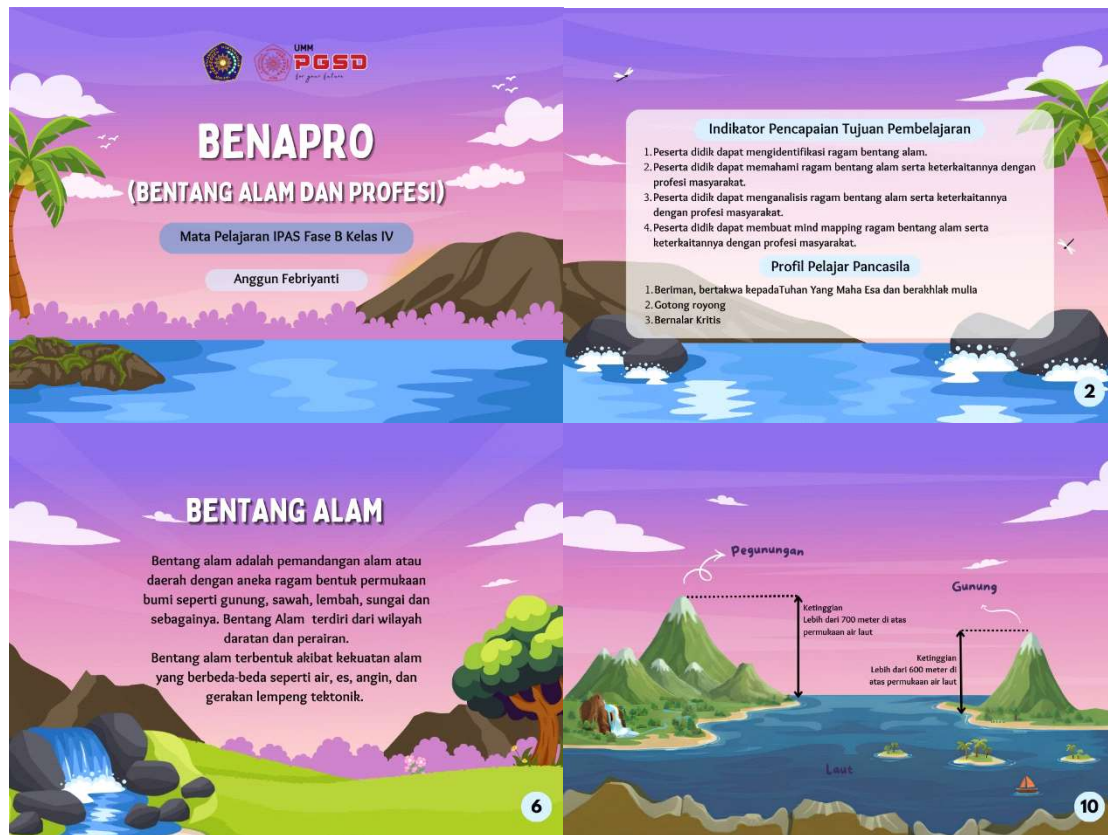 UMM
PGSD
for your future
BENAPRO
(BENTANG ALAM DAN PROFESI)
Mata Pelajaran IPAS Fase B Kelas IV
Anggun Febriyanti
Indikator Pencapaian Tujuan Pembelajaran
1. Peserta didik dapat mengidentifikasi ragam bentang alam.
2. Peserta didik dapat memahami ragam bentang alam serta keterkaitannya dengan
profesi masyarakat.
3. Peserta didik dapat menganalisis ragam bentang alam serta keterkaitannya
dengan profesi masyarakat.
4. Peserta didik dapat membuat mind mapping ragam bentang alam serta
keterkaitannya dengan profesi masyarakat.
Profil Pelajar Pancasila
1. Beriman, bertakwa kepadaTuhan Yang Maha Esa dan berakhlak mulia
2. Gotong royong
3. Bernalar Kritis
2
BENTANG ALAM
Bentang alam adalah pemandangan alam atau
daerah dengan aneka ragam bentuk permukaan
bumi seperti gunung, sawah, lembah, sungai dan
sebagainya. Bentang Alam terdiri dari wilayah
daratan dan perairan.
Bentang alam terbentuk akibat kekuatan alam
yang berbeda-beda seperti air, es, angin, dan
gerakan lempeng tektonik.
6
Pegunungan
Gunung
Ketinggian
Lebih dari 700 meter di atas
permukaan air laut
Ketinggian
Lebih dari 600 meter di
atas permukaan air laut
Laut
10